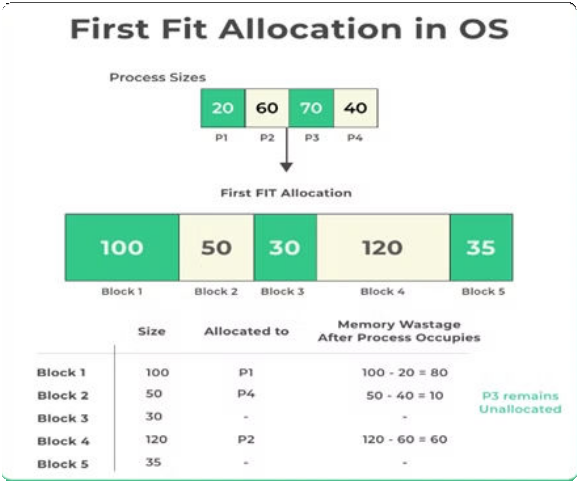 First Fit Allocation in OS
Process Sizes
20 60 70 40
P1 P2 P3 P4
First FIT Allocation
100 50 30 120 35
Block 1 Block 2 Block 3 Block 4 Block 5
Size Allocated to Memory Wastage
After Process Occupies
Block 1 100 P1 100 - 20 = 80
Block 2 50 P4 50 - 40 = 10
Block 3 30 - -
Block 4 120 P2 120 - 60 = 60
Block 5 35 - -
P3 remains
Unallocated